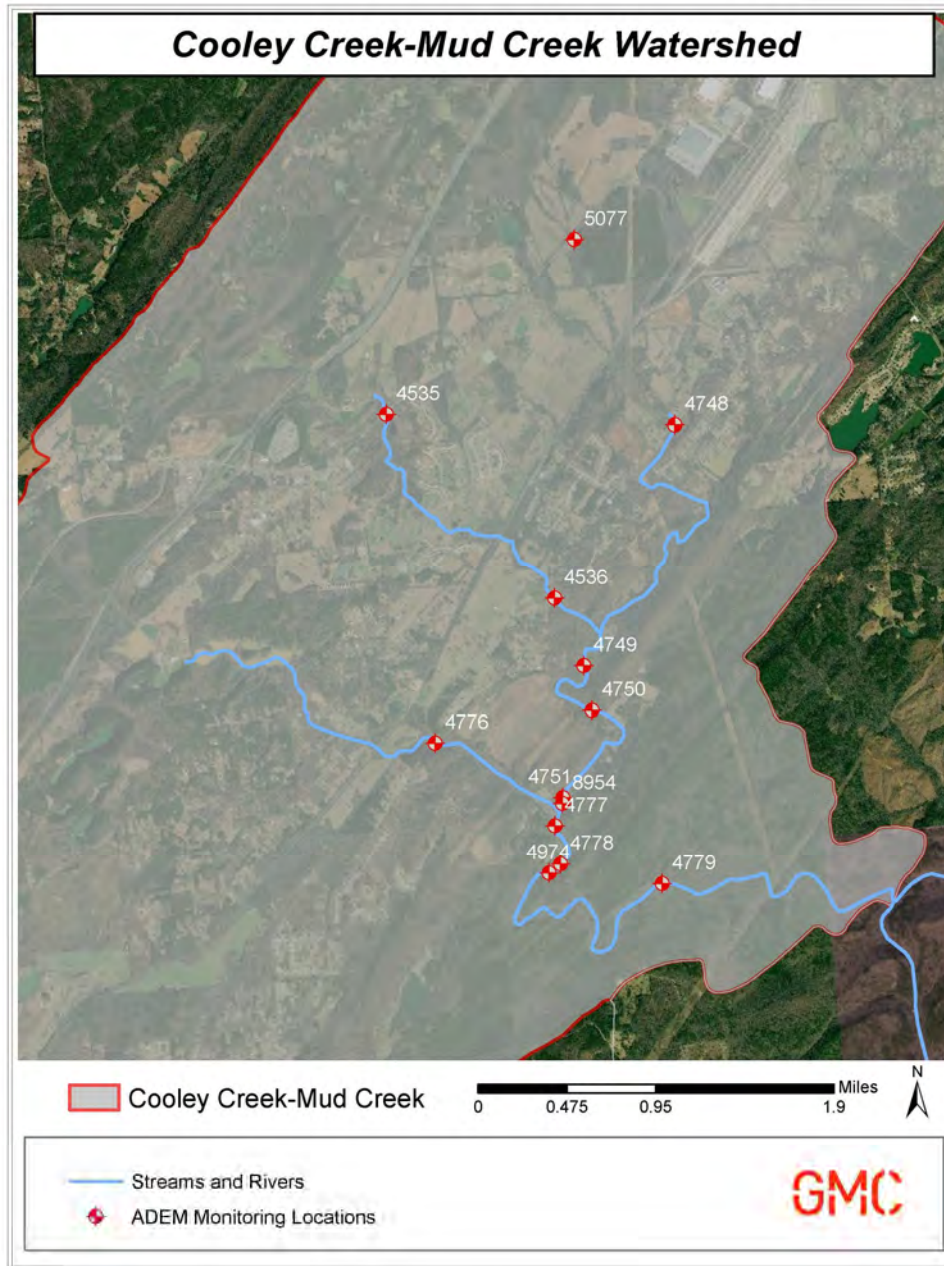 Cooley Creek-Mud Creek Watershed
5077
4535
4748
4536
4749
4750
4776
4751
8954
4777
4778
4974
4779
Cooley Creek-Mud Creek
Miles
0 0.475 0.95 1.9
N
Streams and Rivers
ADEM Monitoring Locations
GMC